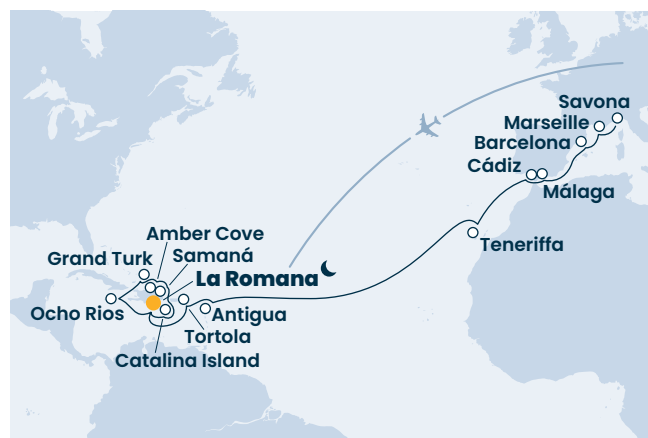 Savona
Marseille
Barcelona
Cádiz
Málaga
Teneriffa
Amber Cove
Samaná
Grand Turk
La Romana
Ocho Rios
Antigua
Tortola
Catalina Island